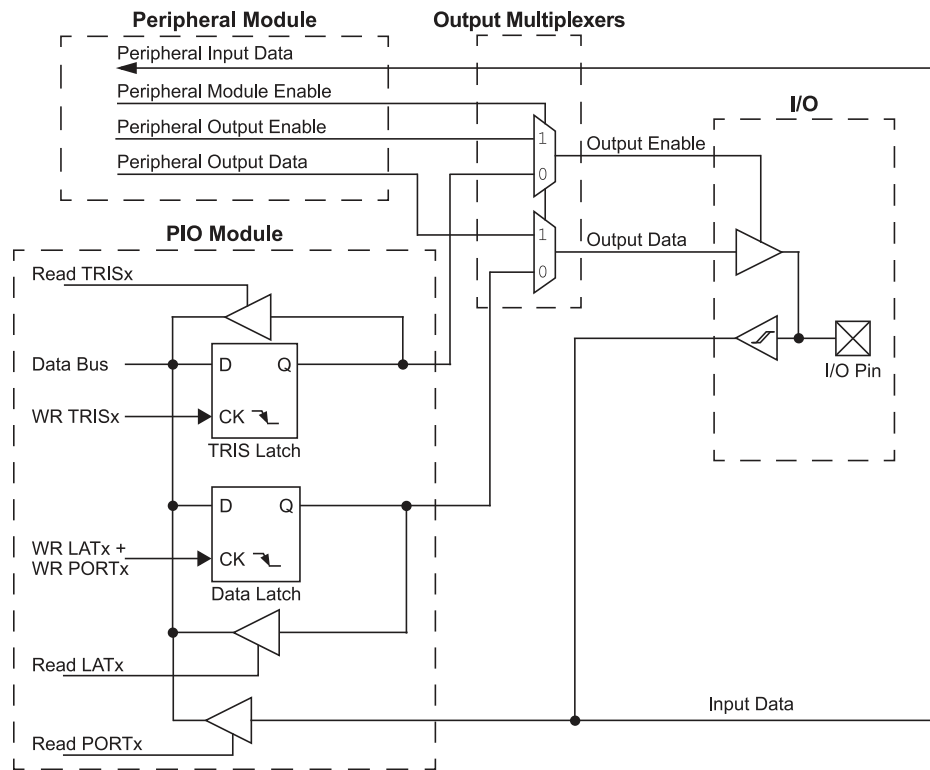 Peripheral Module
Output Multiplexers
Peripheral Input Data
Peripheral Module Enable
I/O
Peripheral Output Enable
1
Output Enable
Peripheral Output Data
0
PIO Module
1
Output Data
Read TRISx
0
Data Bus
D
Q
I/O Pin
WR TRISx
CK
TRIS Latch
D
Q
WR LATx +
WR PORTx
CK
Data Latch
Read LATx
Input Data
Read PORTx